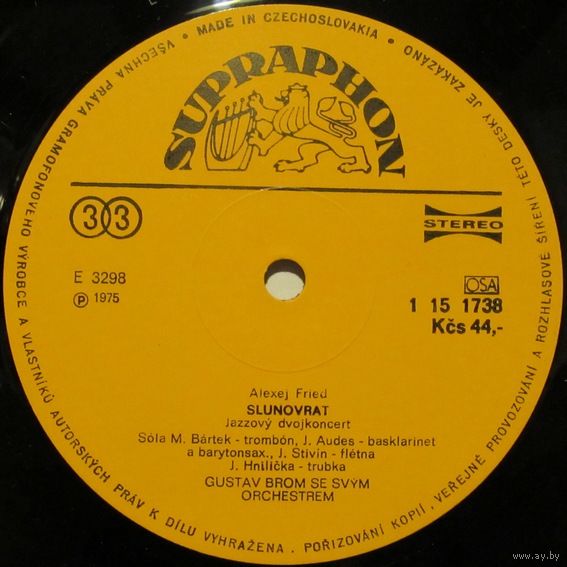 VŠECHNA PRÁVA GRAMOFONOVÉHO VÝROBCE A VLASTNÍKŮ AUTORSKÝCH PRÁV K DÍLU VYHRAŽENA . POŘIZOVÁNÍ KOPIÍ . VEŘEJNÉ PROVOZOVÁNÍ A ROZHLASOVÉ ŠÍŘENÍ TÉTO DESKY JE ZAKÁZÁNO • MADE IN CZECHOSLOVAKIA •
SUPRAPHON
33
STEREO
E 3298
Ⓟ 1975
OSA
1 15 1738
Kčs 44,-
Alexej Fried
SLUNOVRAT
Jazzový dvojkoncert
Sóla M. Bártek - trombón, J. Audes - basklarinet
a barytonsax., J. Stivín - flétna
J. Hnilička - trubka
GUSTAV BROM SE SVÝM
ORCHESTREM
www.ay.by